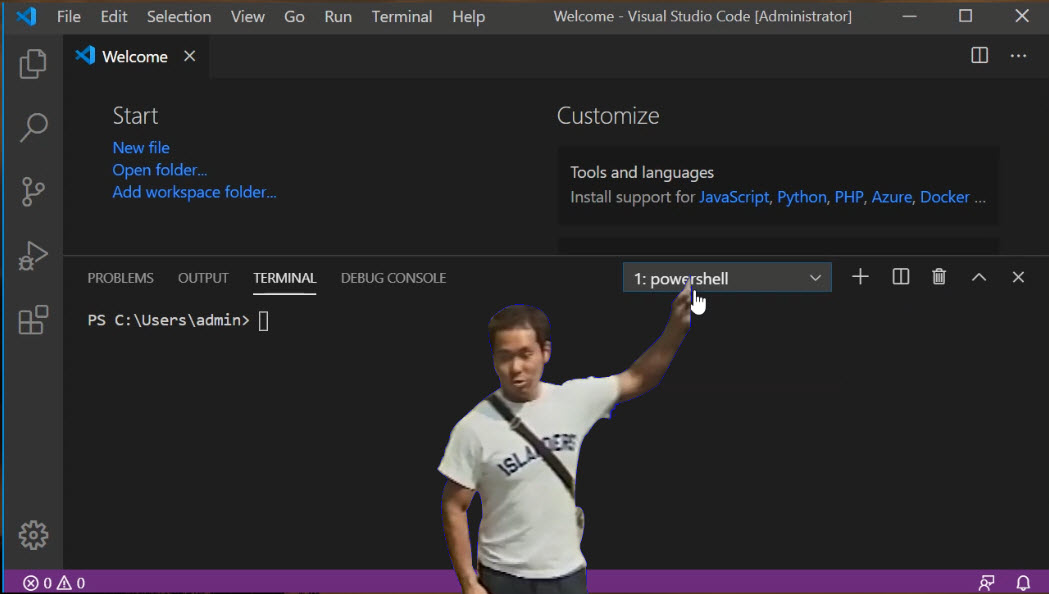 File Edit Selection View Go Run Terminal Help Welcome - Visual Studio Code [Administrator]
Welcome
Start
New file
Open folder...
Add workspace folder...
Customize
Tools and languages
Install support for JavaScript, Python, PHP, Azure, Docker ...
PROBLEMS OUTPUT TERMINAL DEBUG CONSOLE 1: powershell
PS C:\Users\admin>
ISLANDERS
0 0